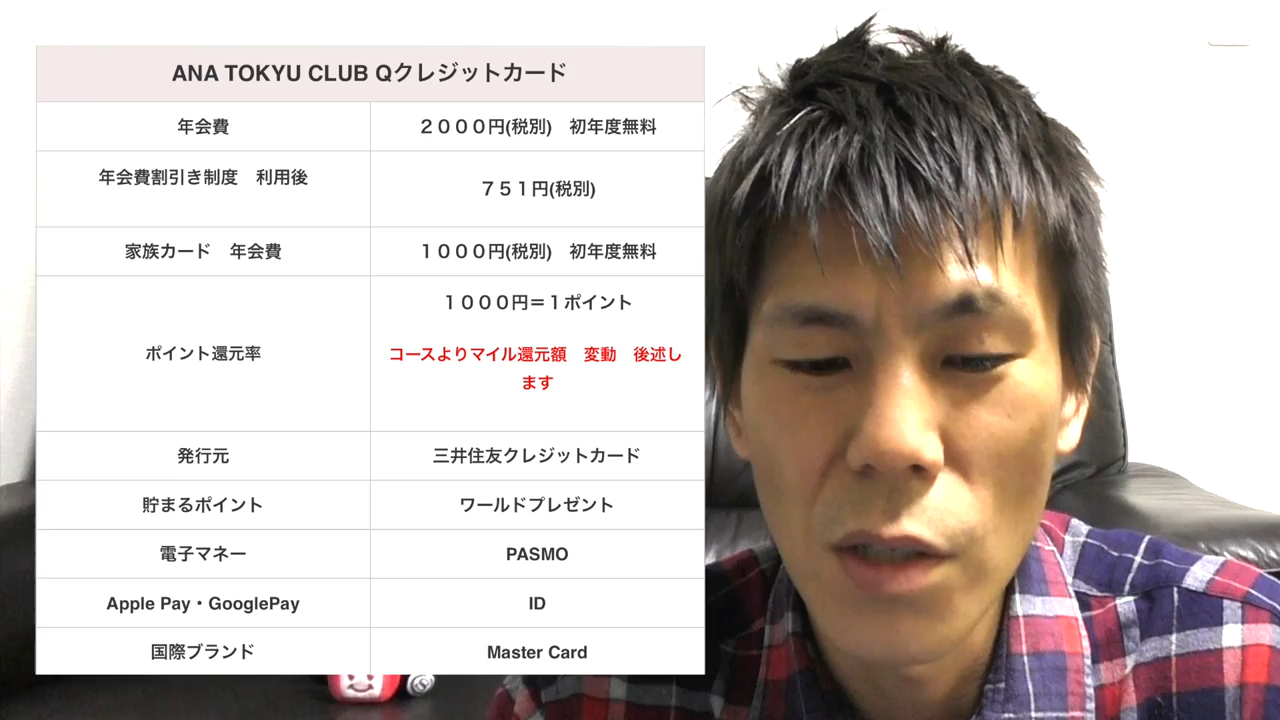 ANA TOKYU CLUB Qクレジットカード
年会費
２０００円(税別)　初年度無料
年会費割引き制度　利用後
７５１円(税別)
家族カード　年会費
１０００円(税別)　初年度無料
ポイント還元率
１０００円＝１ポイント
コースよりマイル還元額　変動　後述し
ます
発行元
三井住友クレジットカード
貯まるポイント
ワールドプレゼント
電子マネー
PASMO
Apple Pay・GooglePay
ID
国際ブランド
Master Card